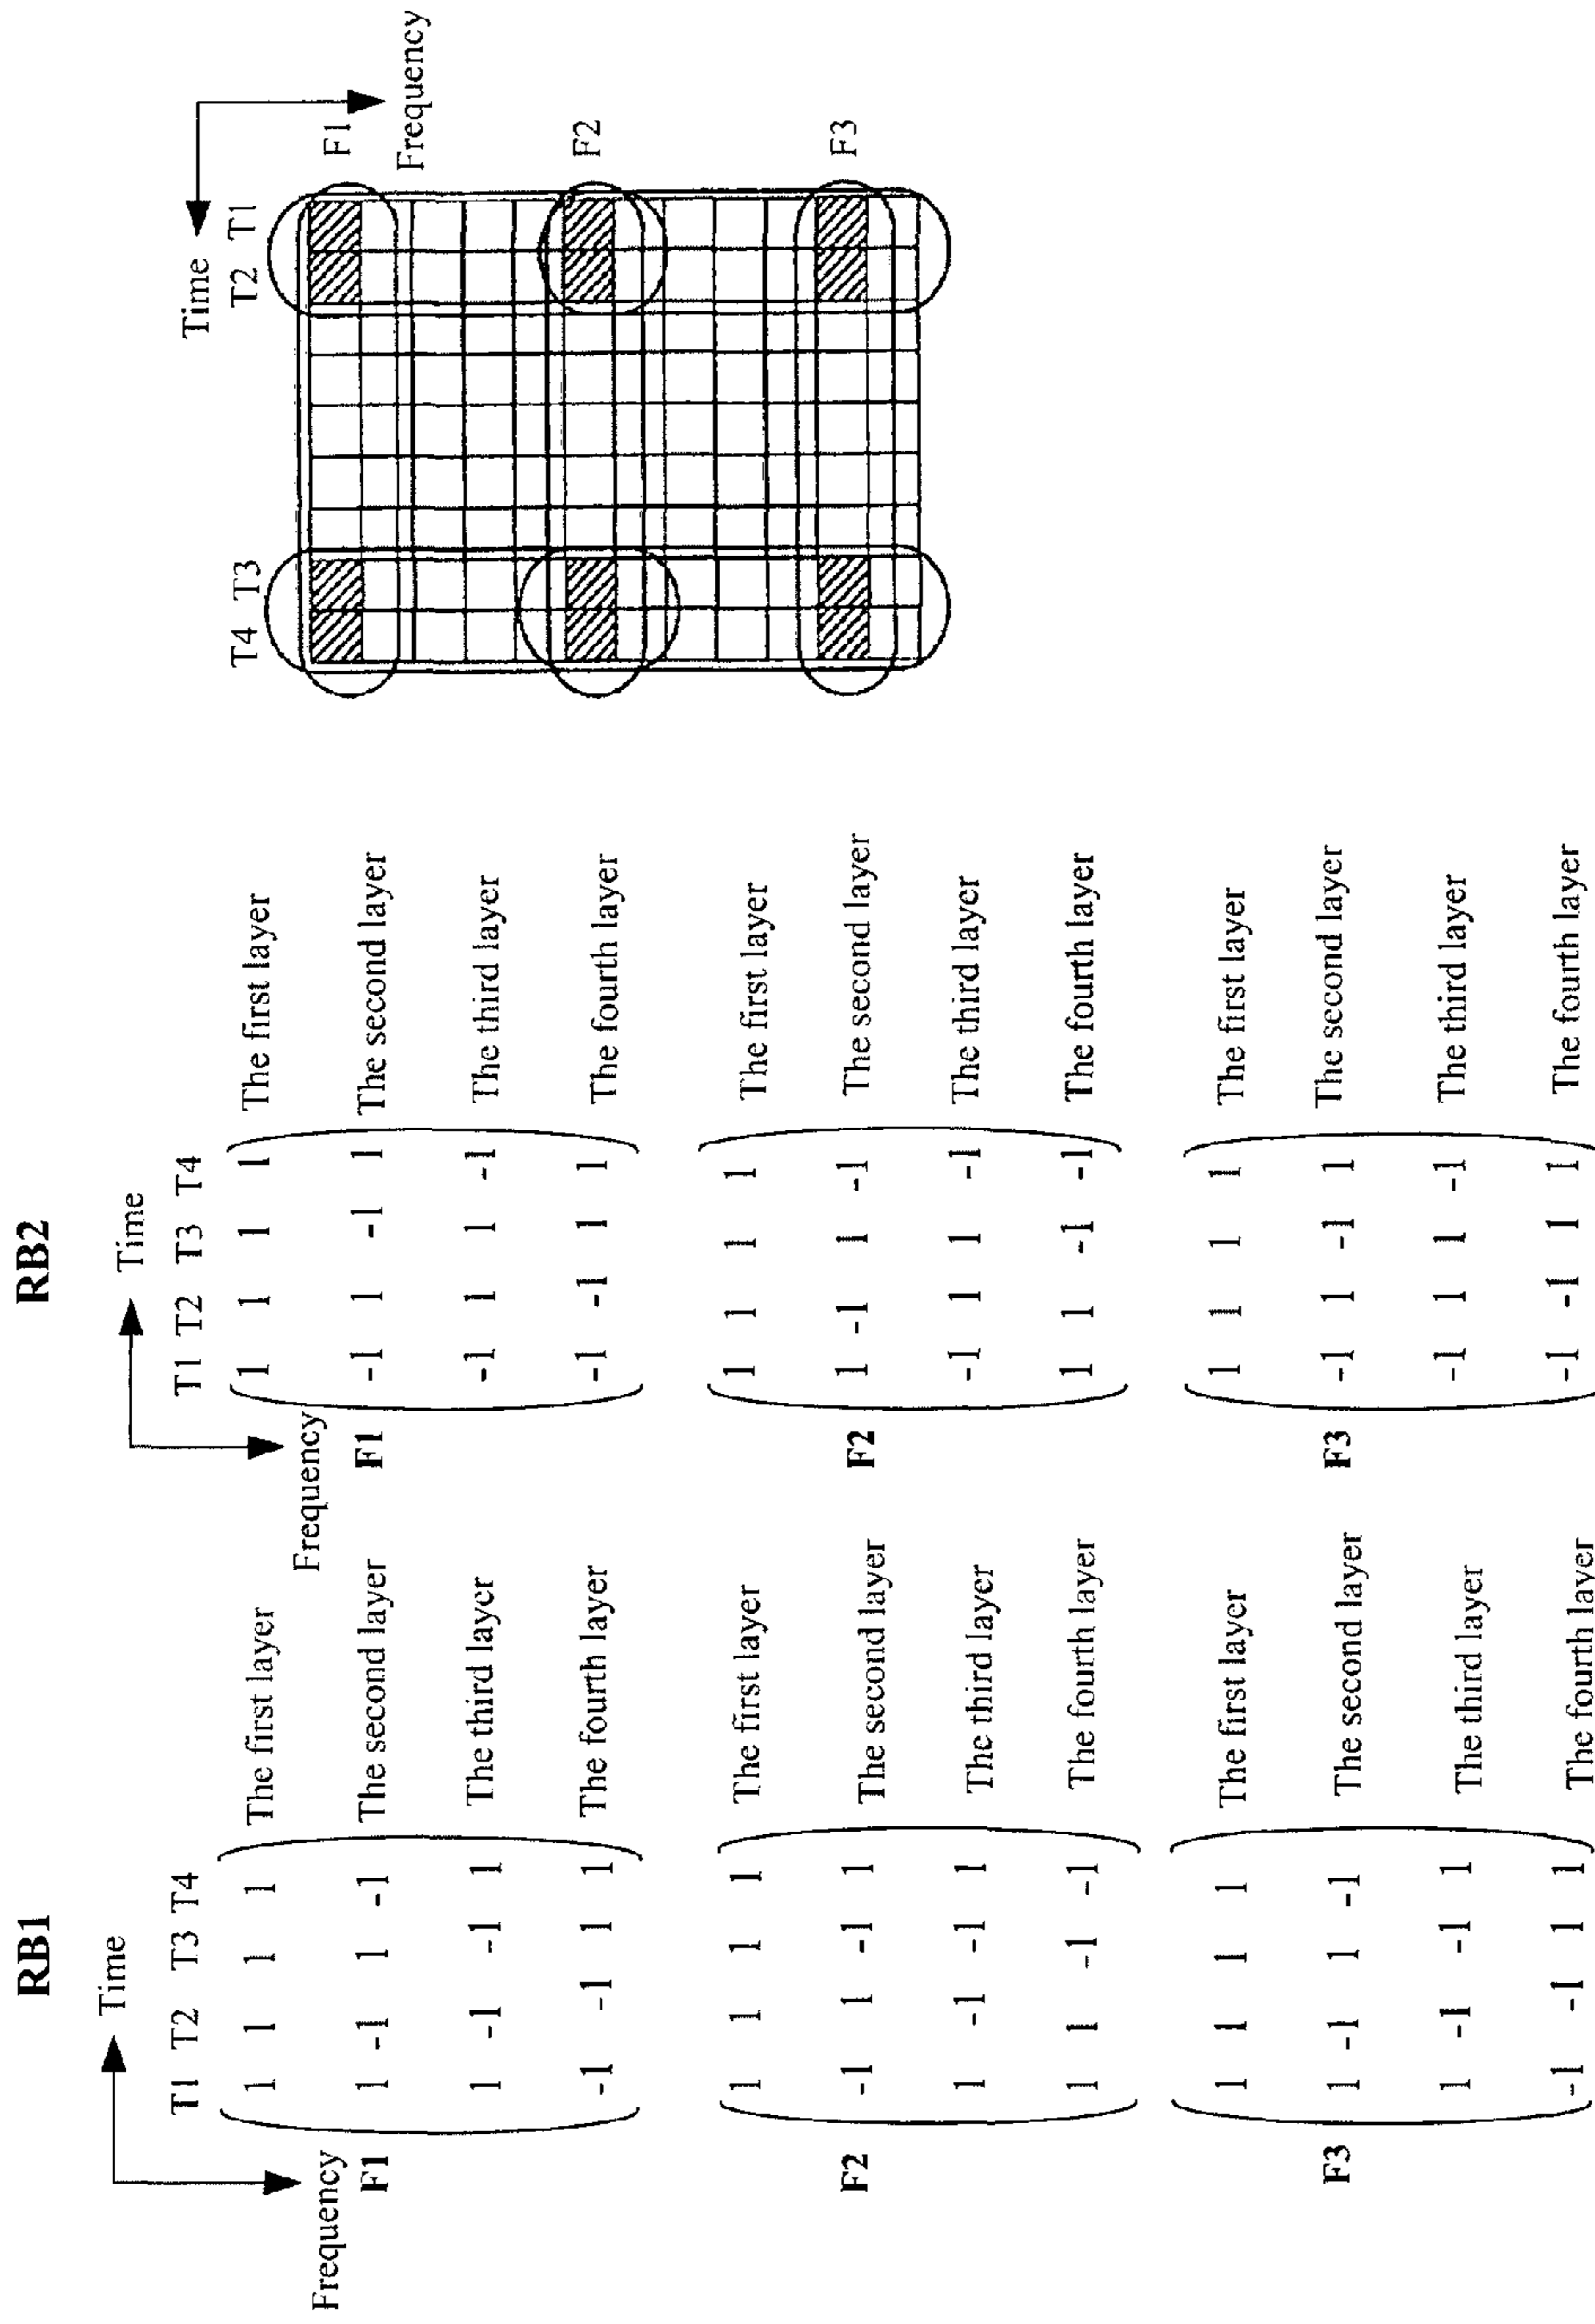 RB1
Time
T1 T2 T3 T4
Frequency
F1
1 1 1 1 The first layer
1 -1 1 -1 The second layer
1 -1 -1 1 The third layer
-1 -1 1 1 The fourth layer
F2
1 1 1 1 The first layer
-1 1 -1 1 The second layer
1 -1 -1 1 The third layer
1 1 -1 -1 The fourth layer
F3
1 1 1 1 The first layer
1 -1 1 -1 The second layer
1 -1 -1 1 The third layer
-1 -1 1 1 The fourth layer
RB2
Time
T1 T2 T3 T4
Frequency
F1
1 1 1 1 The first layer
-1 1 -1 1 The second layer
-1 1 1 -1 The third layer
-1 -1 1 1 The fourth layer
F2
1 1 1 1 The first layer
1 -1 1 -1 The second layer
-1 1 1 -1 The third layer
1 1 -1 -1 The fourth layer
F3
1 1 1 1 The first layer
-1 1 -1 1 The second layer
-1 1 1 -1 The third layer
-1 -1 1 1 The fourth layer
Time
T4 T3 T2 T1
F1
Frequency
F2
F3